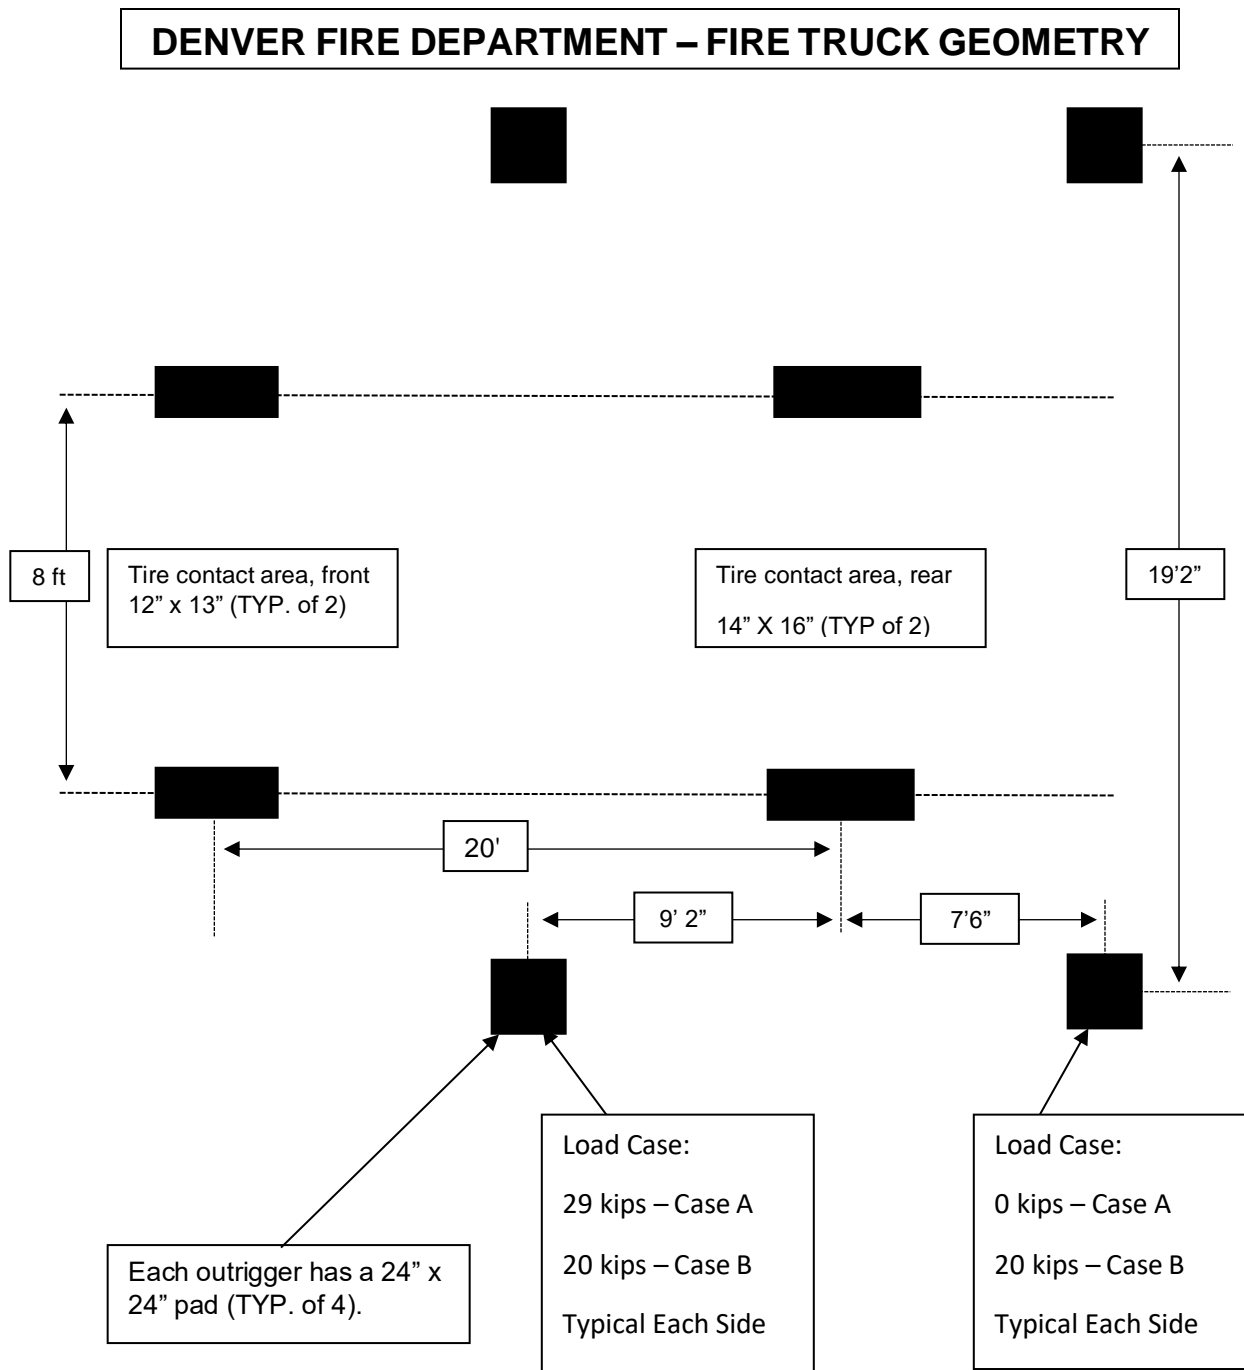 DENVER FIRE DEPARTMENT – FIRE TRUCK GEOMETRY
8 ft
Tire contact area, front
12” x 13” (TYP. of 2)
Tire contact area, rear
14” X 16” (TYP of 2)
19’2”
20'
9’ 2”
7’6”
Load Case:
29 kips – Case A
20 kips – Case B
Typical Each Side
Load Case:
0 kips – Case A
20 kips – Case B
Typical Each Side
Each outrigger has a 24” x
24” pad (TYP. of 4).